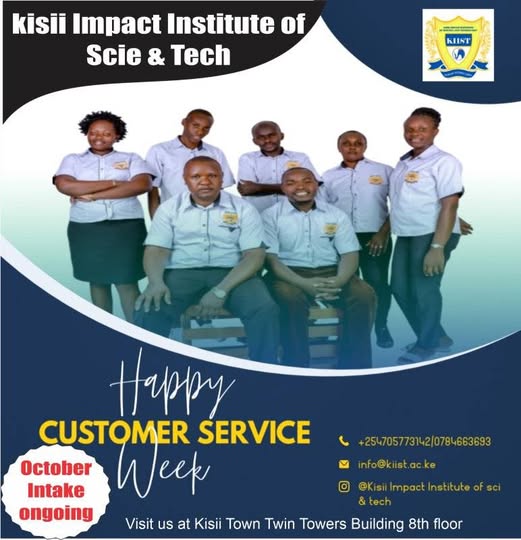 kisii Impact Institute of
Scie & Tech
KIIST
Happy
CUSTOMER SERVICE
Week
October
Intake
ongoing
+254705773142/0784663693
info@kiist.ac.ke
@Kisii Impact Institute of sci
& tech
Visit us at Kisii Town Twin Towers Building 8th floor